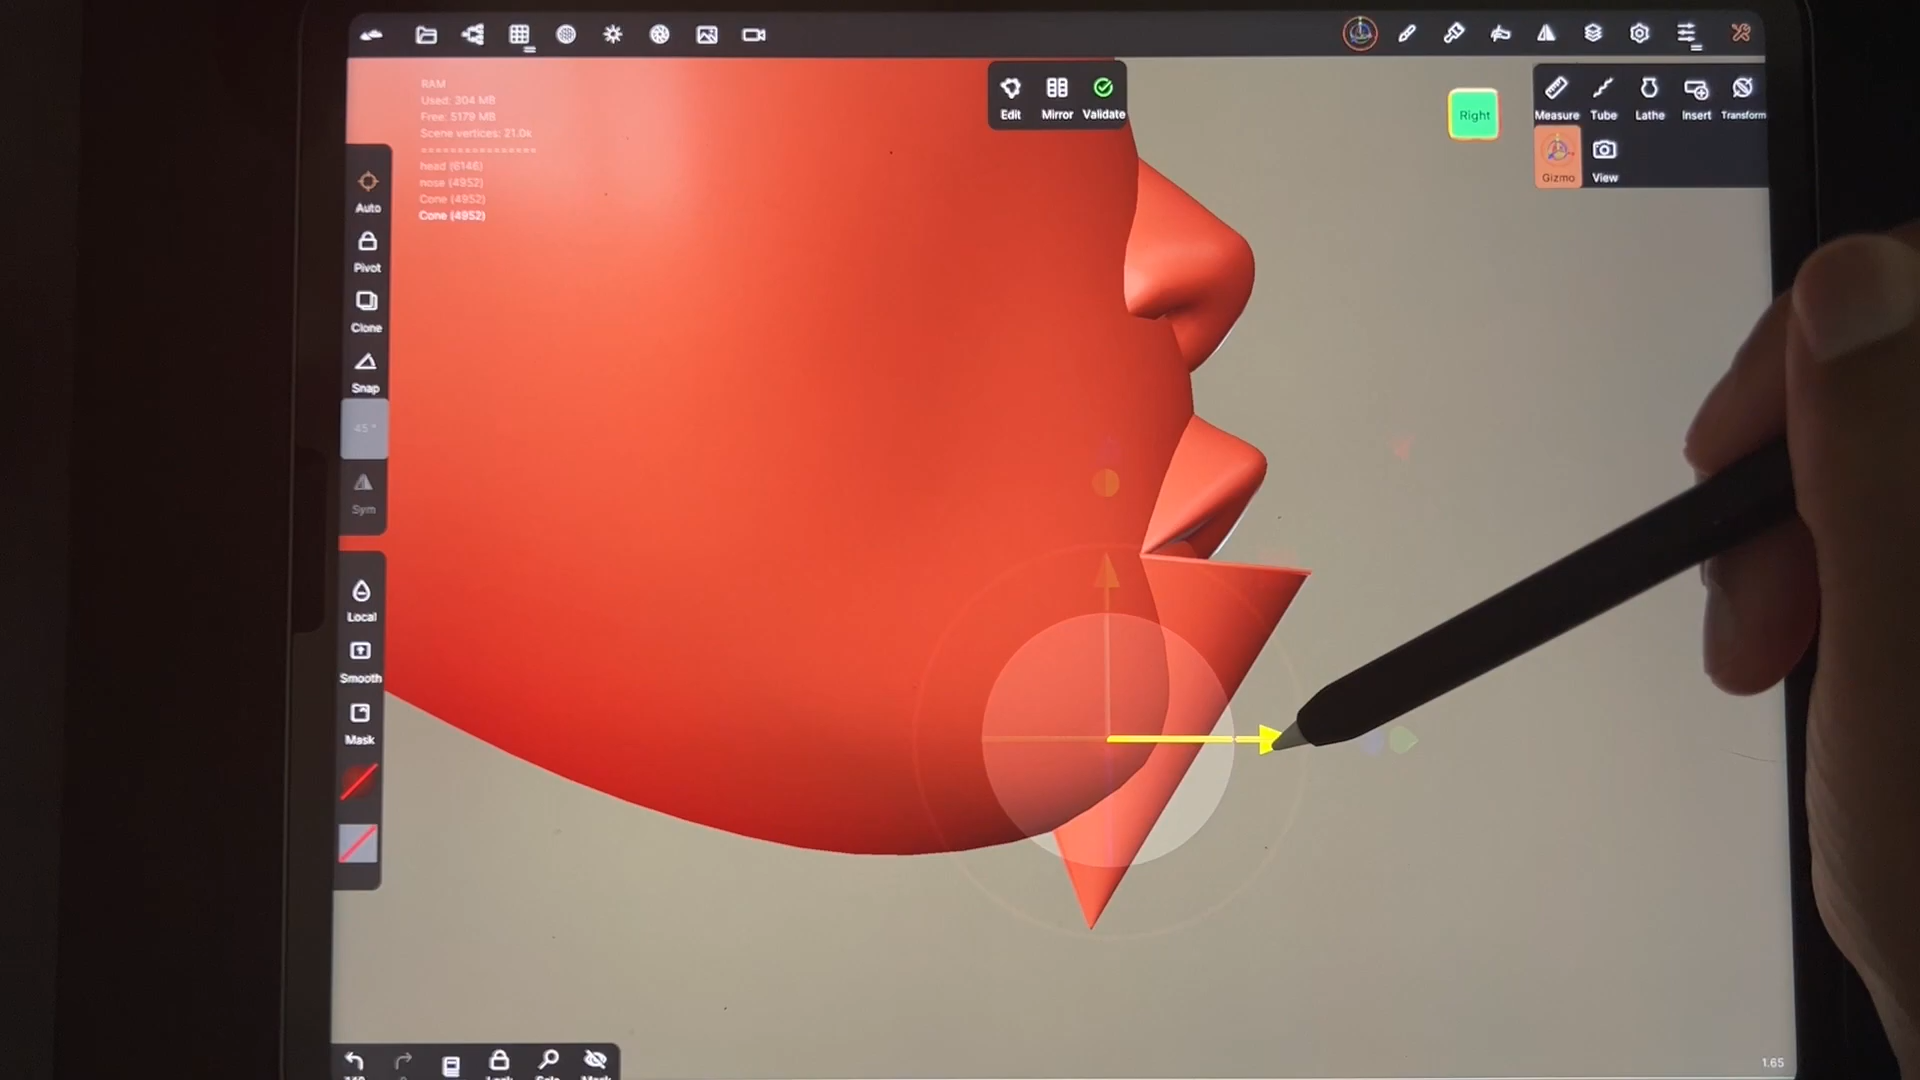 RAM
Used: 304 MB
Free: 5179 MB
Scene vertices: 21.0k
================
head (6146)
nose (4952)
Cone (4952)
Cone (4952)
Edit
Mirror
Validate
Right
Measure
Tube
Lathe
Insert
Transform
Gizmo
View
Auto
Pivot
Clone
Snap
45 °
Sym
Local
Smooth
Mask
1.65